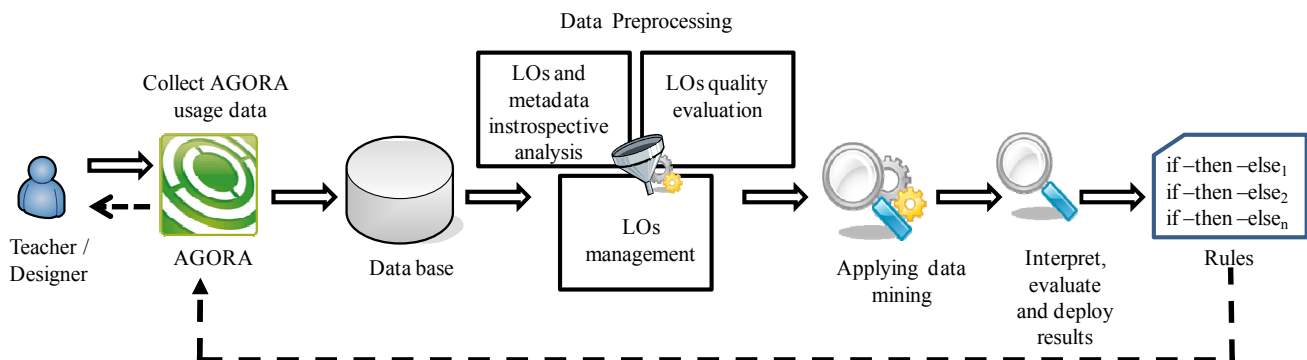 Data Preprocessing
Collect AGORA
usage data
LOs and
metadata
instrospective
analysis
LOs quality
evaluation
LOs
management
Teacher /
Designer
AGORA
Data base
Applying data
mining
Interpret,
evaluate
and deploy
results
if –then –else1
if –then –else2
if –then –elsen
Rules